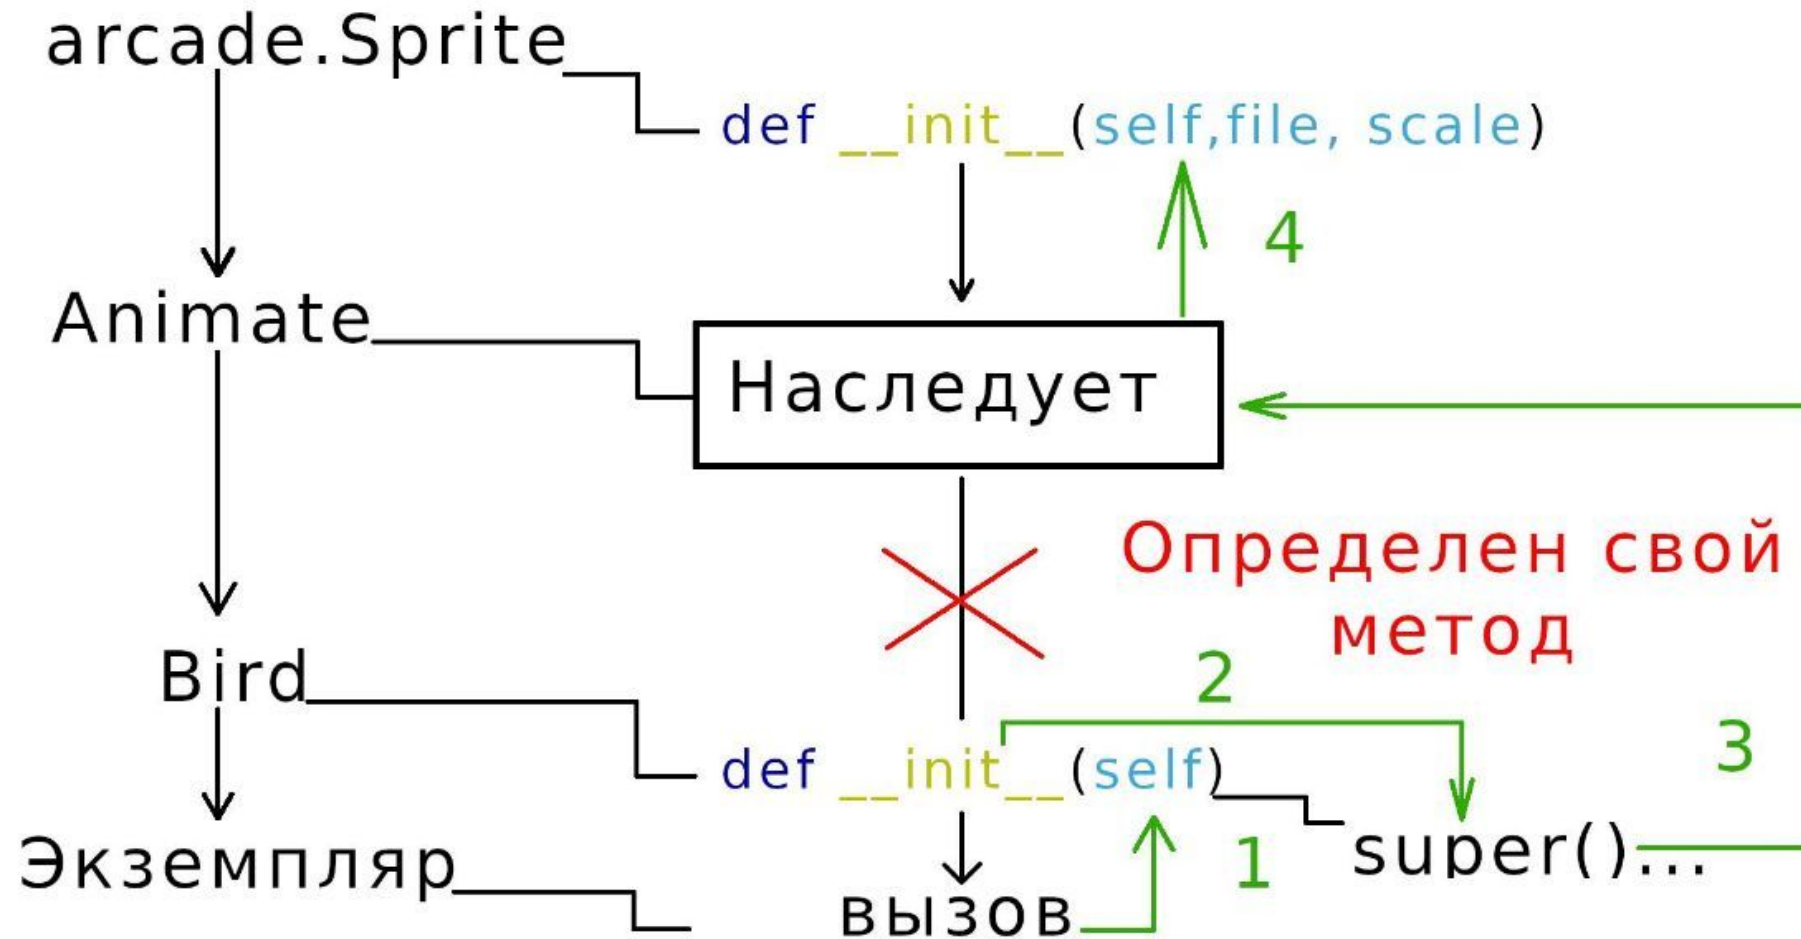 arcade.Sprite
def __init__(self,file, scale)
4
Animate
Наследует
Определен свой
метод
2
Bird
def __init__(self)
3
1
super()...
Экземпляр
вызов